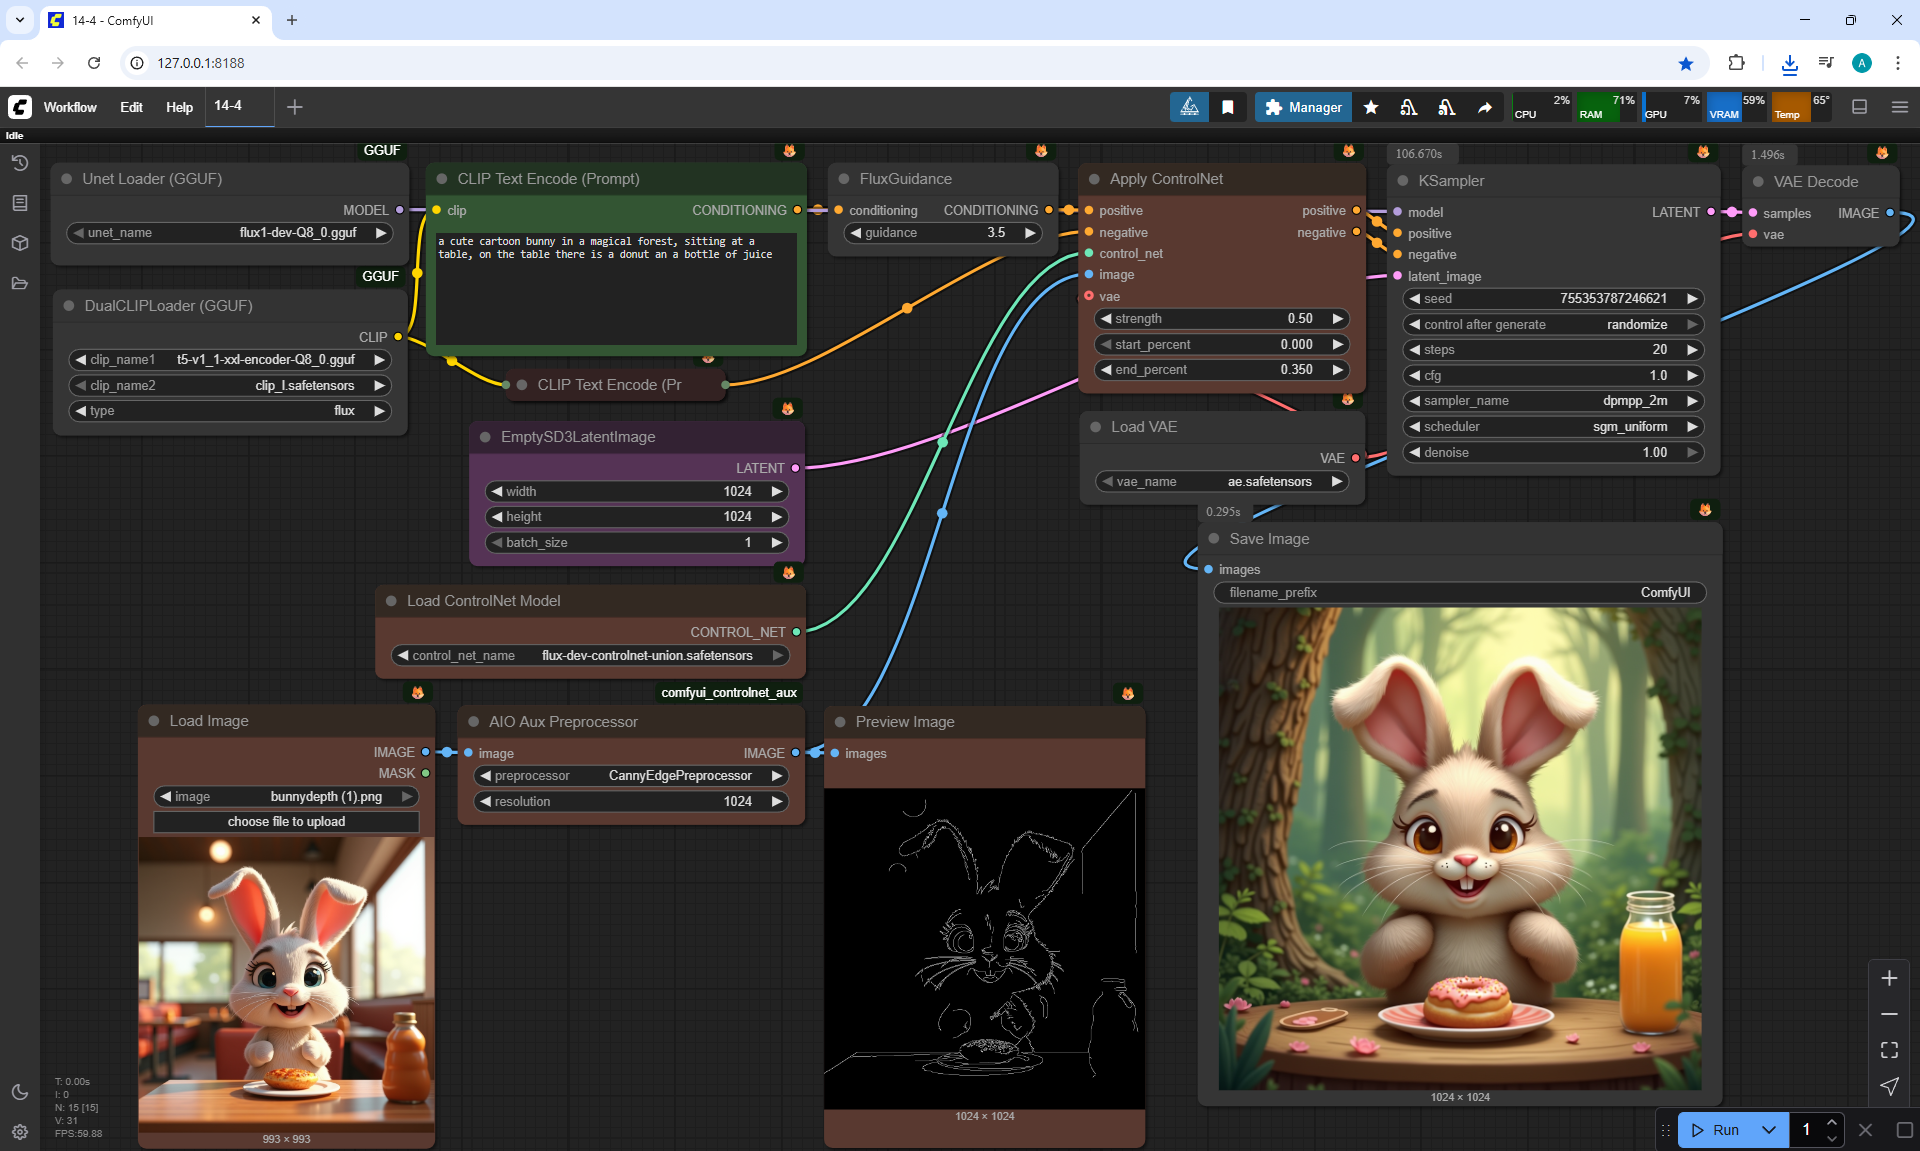 14-4 - ComfyUI
127.0.0.1:8188
A
Workflow
Edit
Help
14-4
Manager
CPU 2%
RAM 71%
GPU 7%
VRAM 59%
Temp 65°
Idle
GGUF
Unet Loader (GGUF)
MODEL
unet_name flux1-dev-Q8_0.gguf
GGUF
DualCLIPLoader (GGUF)
CLIP
clip_name1 t5-v1_1-xxl-encoder-Q8_0.gguf
clip_name2 clip_l.safetensors
type flux
CLIP Text Encode (Prompt)
clip CONDITIONING
a cute cartoon bunny in a magical forest, sitting at a
table, on the table there is a donut an a bottle of juice
CLIP Text Encode (Pr
FluxGuidance
conditioning CONDITIONING
guidance 3.5
Apply ControlNet
positive positive
negative negative
control_net
image
vae
strength 0.50
start_percent 0.000
end_percent 0.350
106.670s
KSampler
model LATENT
positive
negative
latent_image
seed 755353787246621
control after generate randomize
steps 20
cfg 1.0
sampler_name dpmpp_2m
scheduler sgm_uniform
denoise 1.00
1.496s
VAE Decode
samples IMAGE
vae
EmptySD3LatentImage
LATENT
width 1024
height 1024
batch_size 1
Load VAE
VAE
vae_name ae.safetensors
Load ControlNet Model
CONTROL_NET
control_net_name flux-dev-controlnet-union.safetensors
0.295s
Save Image
images
filename_prefix ComfyUI
1024 × 1024
Load Image
IMAGE
MASK
image bunnydepth (1).png
choose file to upload
993 × 993
comfyui_controlnet_aux
AIO Aux Preprocessor
image IMAGE
preprocessor CannyEdgePreprocessor
resolution 1024
Preview Image
images
1024 × 1024
T: 0.00s
I: 0
N: 15 [15]
V: 31
FPS:59.88
Run
1